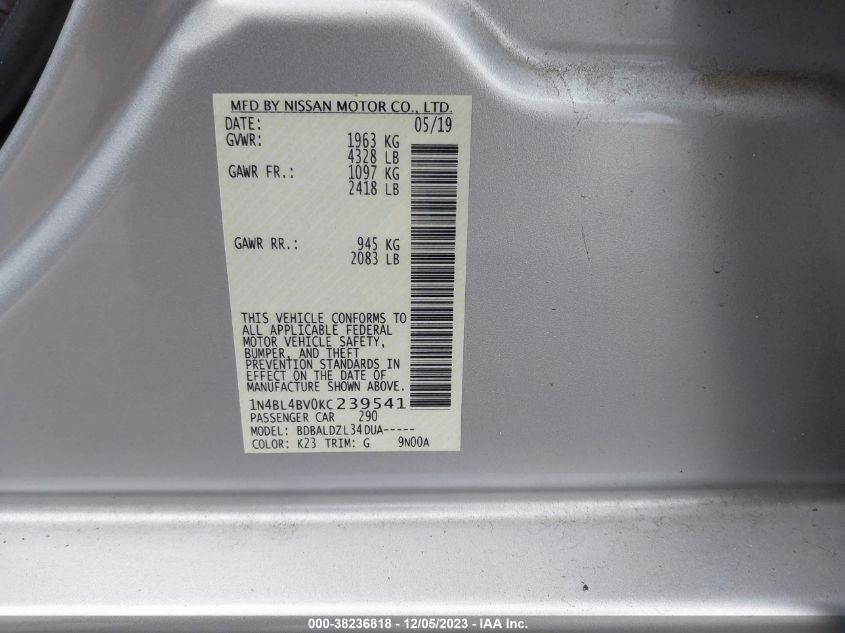 MFD BY NISSAN MOTOR CO., LTD.
DATE: 05/19
GVWR: 1963 KG
4328 LB
GAWR FR.: 1097 KG
2418 LB
GAWR RR.: 945 KG
2083 LB
THIS VEHICLE CONFORMS TO
ALL APPLICABLE FEDERAL
MOTOR VEHICLE SAFETY,
BUMPER, AND THEFT
PREVENTION STANDARDS IN
EFFECT ON THE DATE OF
MANUFACTURE SHOWN ABOVE.
1N4BL4BV0KC239541
PASSENGER CAR 290
MODEL: BDBALDZL34DUA-----
COLOR: K23 TRIM: G 9N00A
000-38236818 - 12/05/2023 - © IAA Inc.